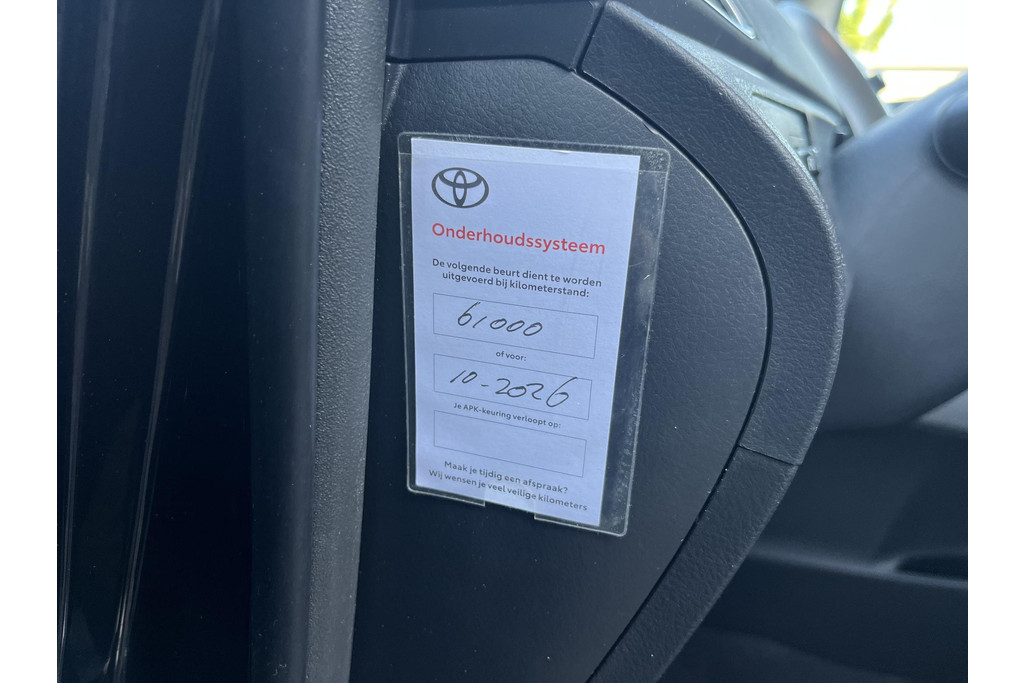 Onderhoudssysteem
De volgende beurt dient te worden
uitgevoerd bij kilometerstand:
61000
of voor:
10-2026
Je APK-keuring verloopt op:
Maak je tijdig een afspraak?
Wij wensen je veel veilige kilometers